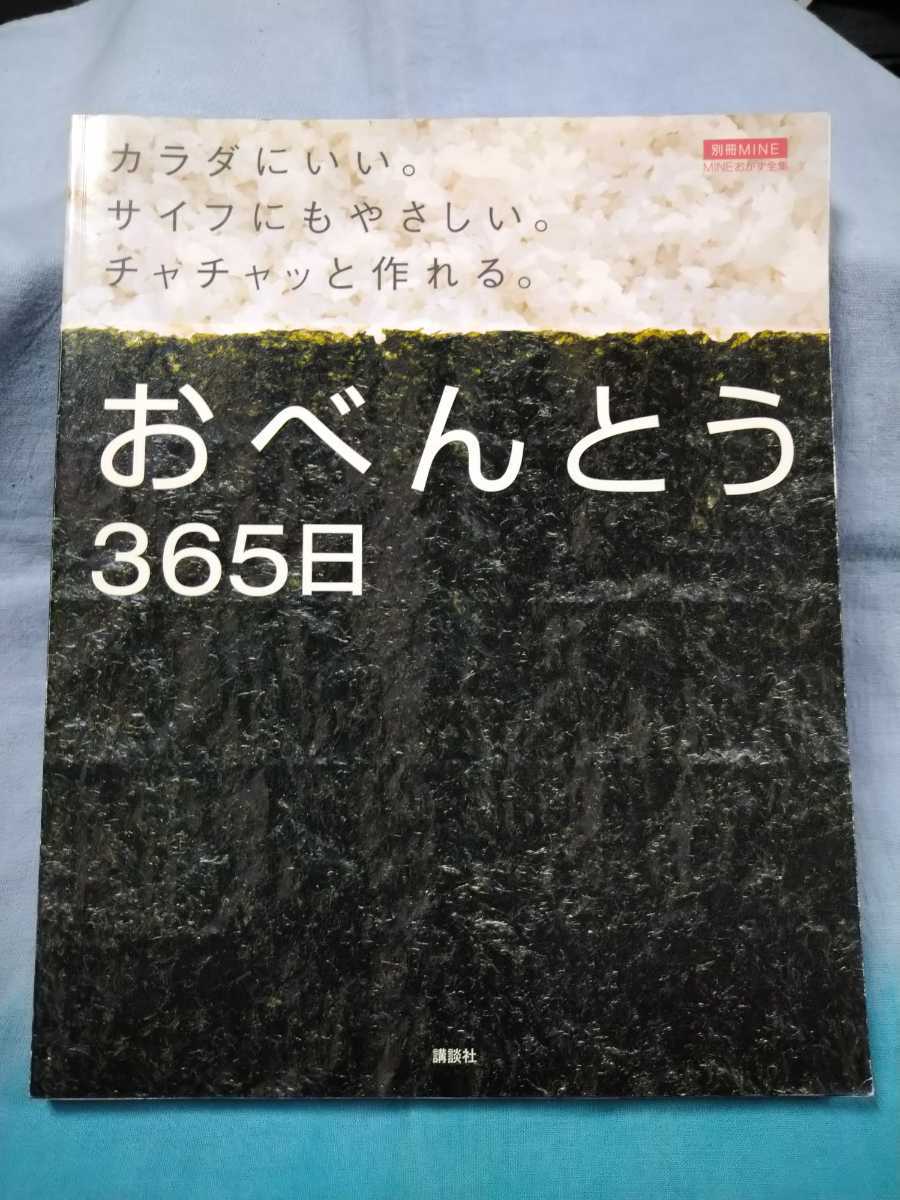 カラダにいい。
サイフにもやさしい。
チャチャッと作れる。
別冊MINE
MINEおかず全集
おべんとう
365日
講談社